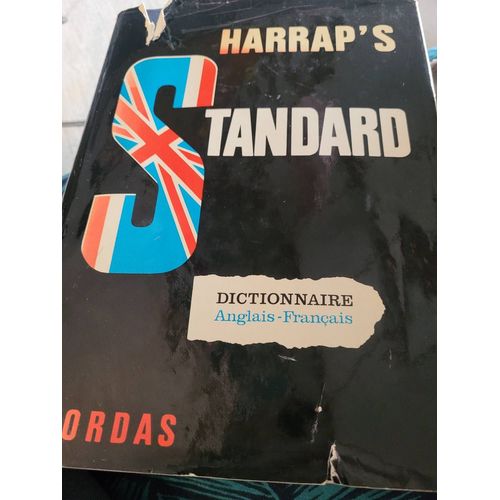 HARRAP'S
STANDARD
DICTIONNAIRE
Anglais-Français
ORDAS